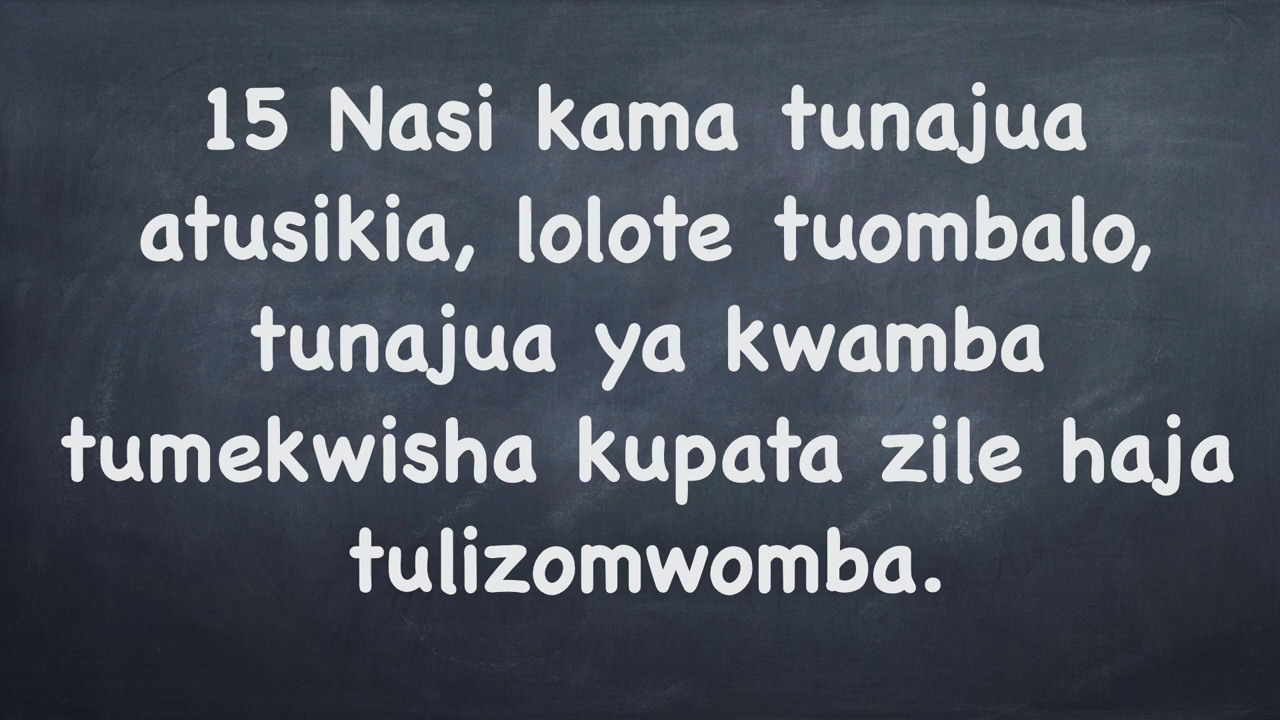 15 Nasi kama tunajua
atusikia, lolote tuombalo,
tunajua ya kwamba
tumekwisha kupata zile haja
tulizomwomba.